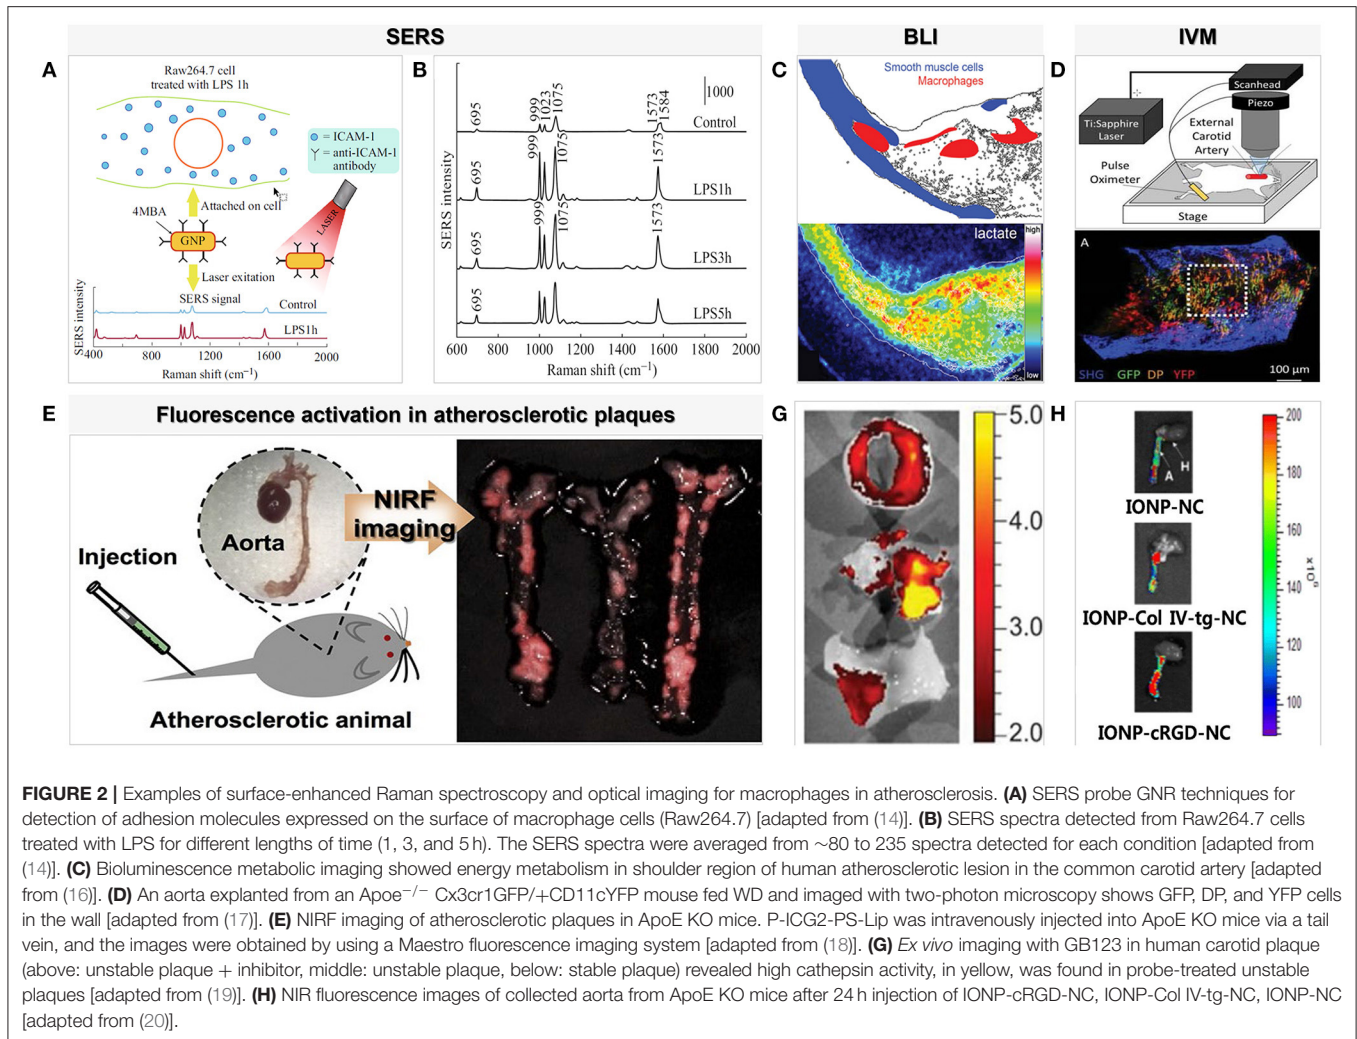 SERS
BLI
IVM
A
Raw264.7 cell
treated with LPS 1h
= ICAM-1
= anti-ICAM-1
antibody
Attached on cell
4MBA
GNP
LASER
Laser exitation
SERS signal
Control
LPS1h
SERS intensity
400 800 1200 1600 2000
Raman shift (cm⁻¹)
B
1000
695 999 1023 1075 1573 1584
Control
999 1075 1573
695
LPS1h
999 1075 1573
695
LPS3h
695
LPS5h
SERS intensity
600 800 1000 1200 1400 1600 1800 2000
Raman shift (cm⁻¹)
C
Smooth muscle cells
Macrophages
lactate
high
low
D
Scanhead
Piezo
Ti:Sapphire
Laser
External
Carotid
Artery
Pulse
Oximeter
Stage
A
SHG GFP DP YFP
100 µm
E
Fluorescence activation in atherosclerotic plaques
Injection
Aorta
NIRF
imaging
Atherosclerotic animal
G
5.0
4.0
3.0
2.0
H
H
A
IONP-NC
IONP-Col IV-tg-NC
IONP-cRGD-NC
200
180
160
140
120
100
x10⁶
FIGURE 2 | Examples of surface-enhanced Raman spectroscopy and optical imaging for macrophages in atherosclerosis. (A) SERS probe GNR techniques for
detection of adhesion molecules expressed on the surface of macrophage cells (Raw264.7) [adapted from (14)]. (B) SERS spectra detected from Raw264.7 cells
treated with LPS for different lengths of time (1, 3, and 5 h). The SERS spectra were averaged from ∼80 to 235 spectra detected for each condition [adapted from
(14)]. (C) Bioluminescence metabolic imaging showed energy metabolism in shoulder region of human atherosclerotic lesion in the common carotid artery [adapted
from (16)]. (D) An aorta explanted from an Apoe⁻/⁻ Cx3cr1GFP/+CD11cYFP mouse fed WD and imaged with two-photon microscopy shows GFP, DP, and YFP cells
in the wall [adapted from (17)]. (E) NIRF imaging of atherosclerotic plaques in ApoE KO mice. P-ICG2-PS-Lip was intravenously injected into ApoE KO mice via a tail
vein, and the images were obtained by using a Maestro fluorescence imaging system [adapted from (18)]. (G) Ex vivo imaging with GB123 in human carotid plaque
(above: unstable plaque + inhibitor, middle: unstable plaque, below: stable plaque) revealed high cathepsin activity, in yellow, was found in probe-treated unstable
plaques [adapted from (19)]. (H) NIR fluorescence images of collected aorta from ApoE KO mice after 24 h injection of IONP-cRGD-NC, IONP-Col IV-tg-NC, IONP-NC
[adapted from (20)].